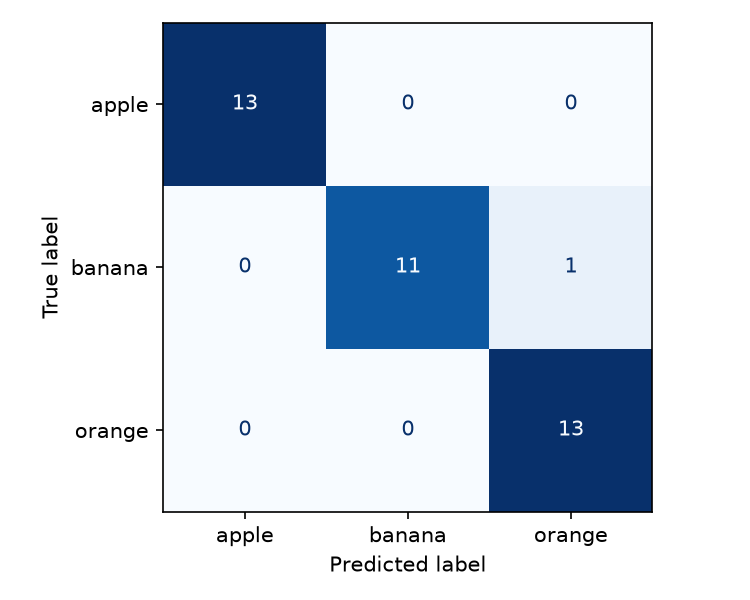 apple 13 0 0
banana 0 11 1
orange 0 0 13
apple banana orange
Predicted label
True label